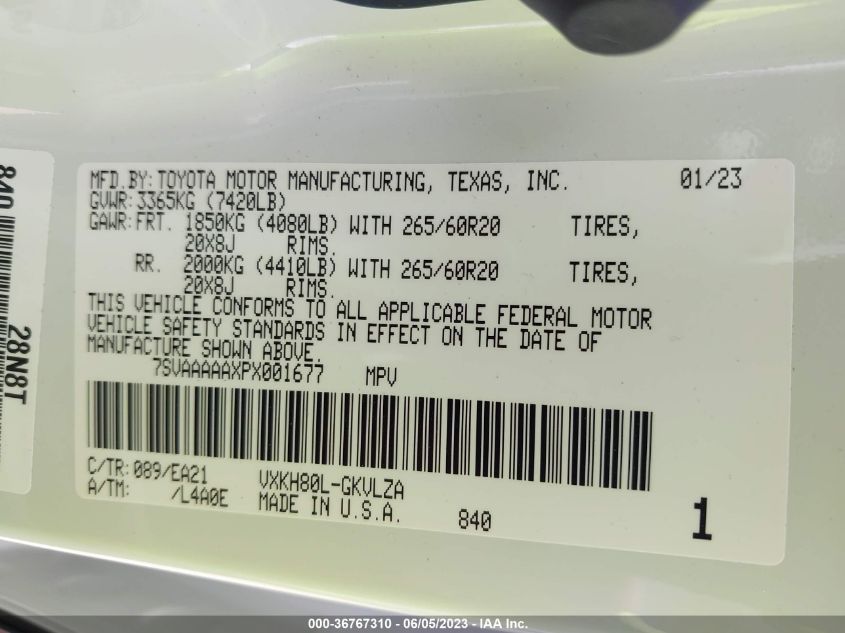 MFD.BY:TOYOTA MOTOR MANUFACTURING, TEXAS, INC. 01/23
GVWR:3365KG (7420LB)
GAWR:FRT. 1850KG (4080LB) WITH 265/60R20 TIRES,
20X8J RIMS.
RR. 2000KG (4410LB) WITH 265/60R20 TIRES,
20X8J RIMS.
THIS VEHICLE CONFORMS TO ALL APPLICABLE FEDERAL MOTOR
VEHICLE SAFETY STANDARDS IN EFFECT ON THE DATE OF
MANUFACTURE SHOWN ABOVE.
7SVAAAAAXPX001677 MPV
C/TR:089/EA21 VXKH80L-GKVLZA
A/TM: /L4A0E MADE IN U.S.A. 840 1
840
28N8T
000-36767310 - 06/05/2023 - IAA Inc.